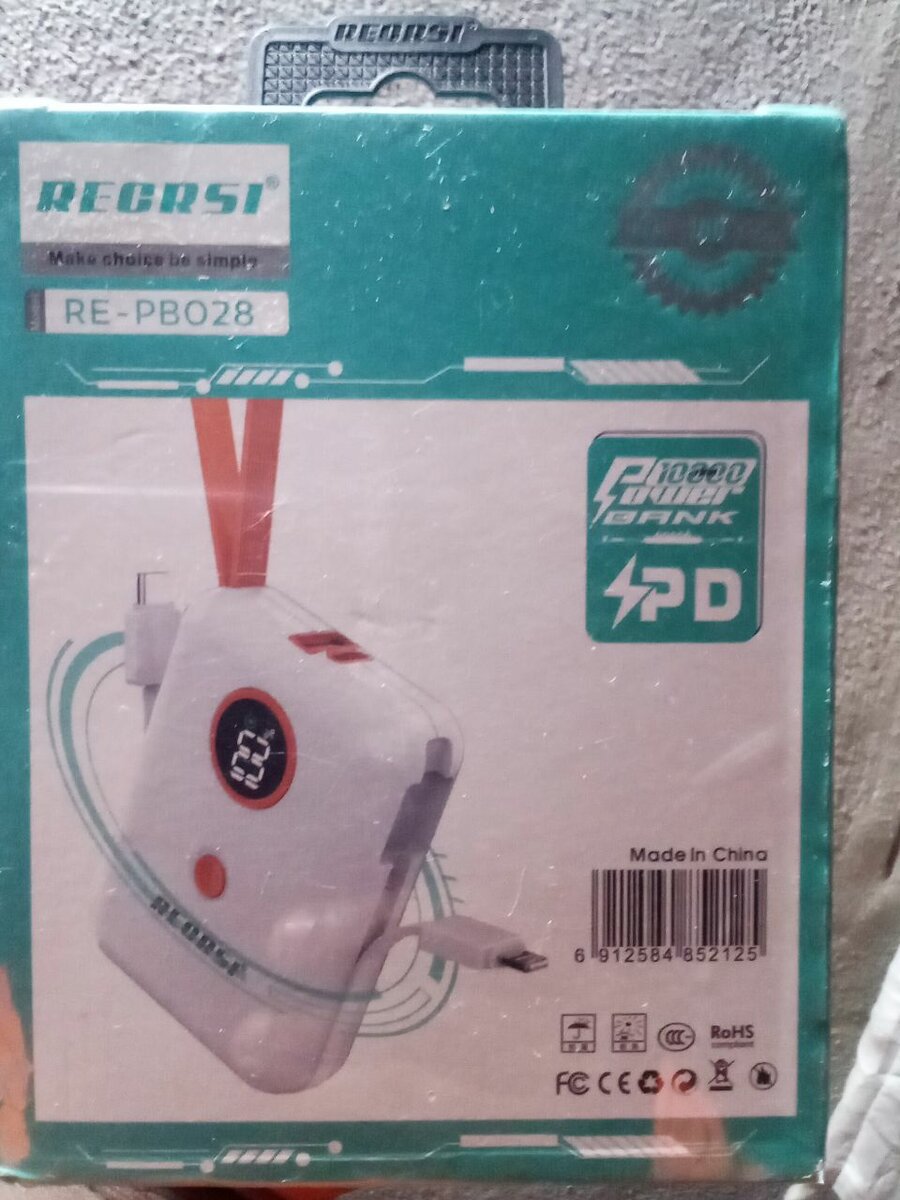 RECRSI
RECRSI®
Make choice be simple
RE-PB028
10000
Power
BANK
PD
RECRSI
Made In China
6 912584 852125
CCC
RoHS
compliant
FC CE